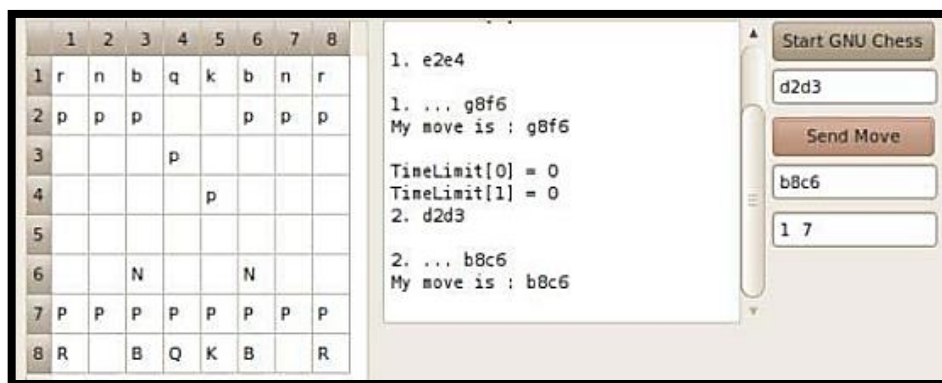 1 2 3 4 5 6 7 8
1 r n b q k b n r
2 p p p p p p
3 p
4 p
5
6 N N
7 P P P P P P P P
8 R B Q K B R
1. e2e4
1. ... g8f6
My move is : g8f6
TimeLimit[0] = 0
TimeLimit[1] = 0
2. d2d3
2. ... b8c6
My move is : b8c6
Start GNU Chess
d2d3
Send Move
b8c6
1 7